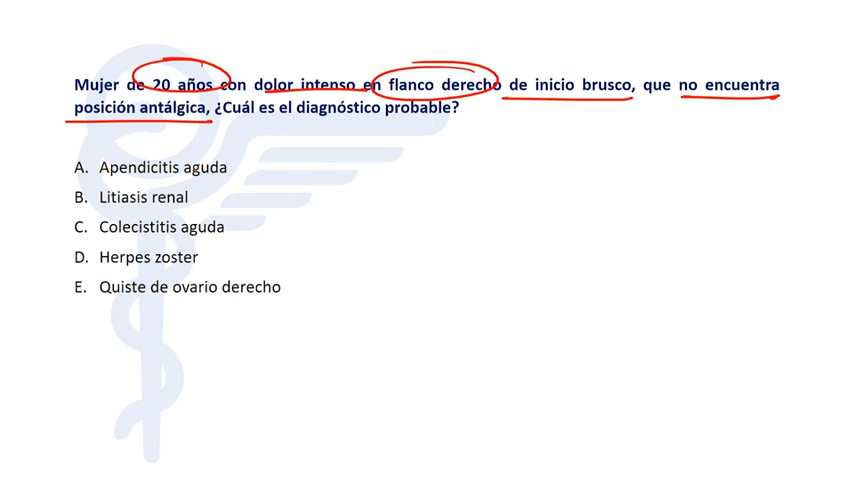 Mujer de 20 años con dolor intenso en flanco derecho de inicio brusco, que no encuentra
posición antálgica, ¿Cuál es el diagnóstico probable?
A. Apendicitis aguda
B. Litiasis renal
C. Colecistitis aguda
D. Herpes zoster
E. Quiste de ovario derecho